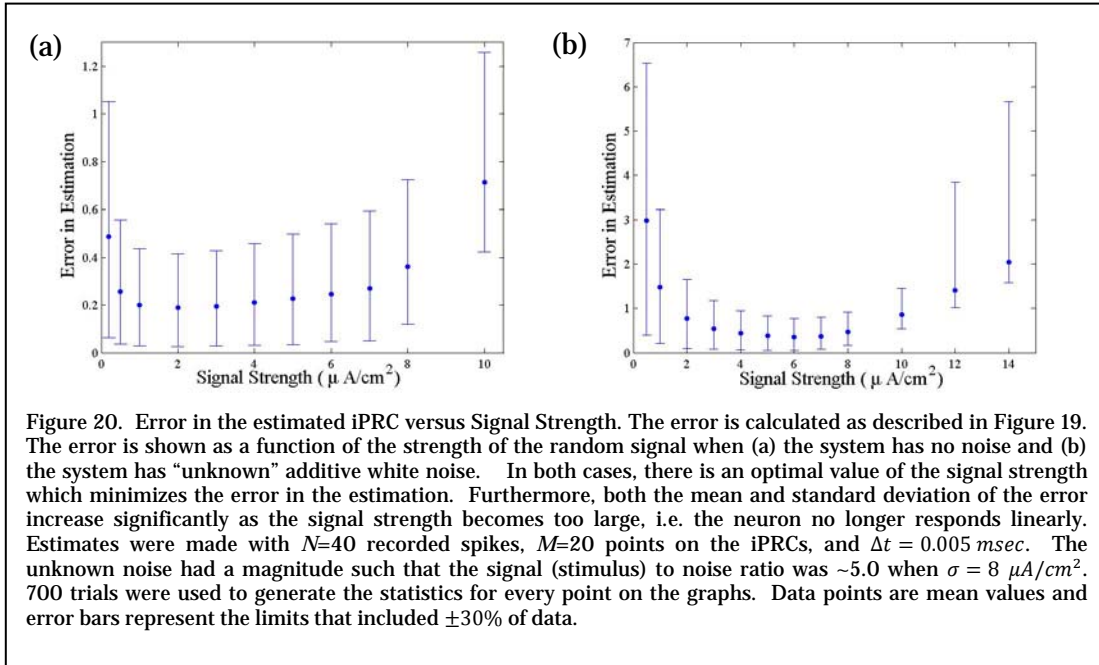 (a)
(b)
1.2
1
0.8
0.6
0.4
0.2
0
Error in Estimation
0 2 4 6 8 10
Signal Strength ( μ A/cm²)
7
6
5
4
3
2
1
0
Error in Estimation
0 2 4 6 8 10 12 14
Signal Strength ( μ A/cm²)
Figure 20. Error in the estimated iPRC versus Signal Strength. The error is calculated as described in Figure 19.
The error is shown as a function of the strength of the random signal when (a) the system has no noise and (b)
the system has “unknown” additive white noise. In both cases, there is an optimal value of the signal strength
which minimizes the error in the estimation. Furthermore, both the mean and standard deviation of the error
increase significantly as the signal strength becomes too large, i.e. the neuron no longer responds linearly.
Estimates were made with N=40 recorded spikes, M=20 points on the iPRCs, and Δt = 0.005 msec. The
unknown noise had a magnitude such that the signal (stimulus) to noise ratio was ~5.0 when σ = 8 μA/cm².
700 trials were used to generate the statistics for every point on the graphs. Data points are mean values and
error bars represent the limits that included ±30% of data.